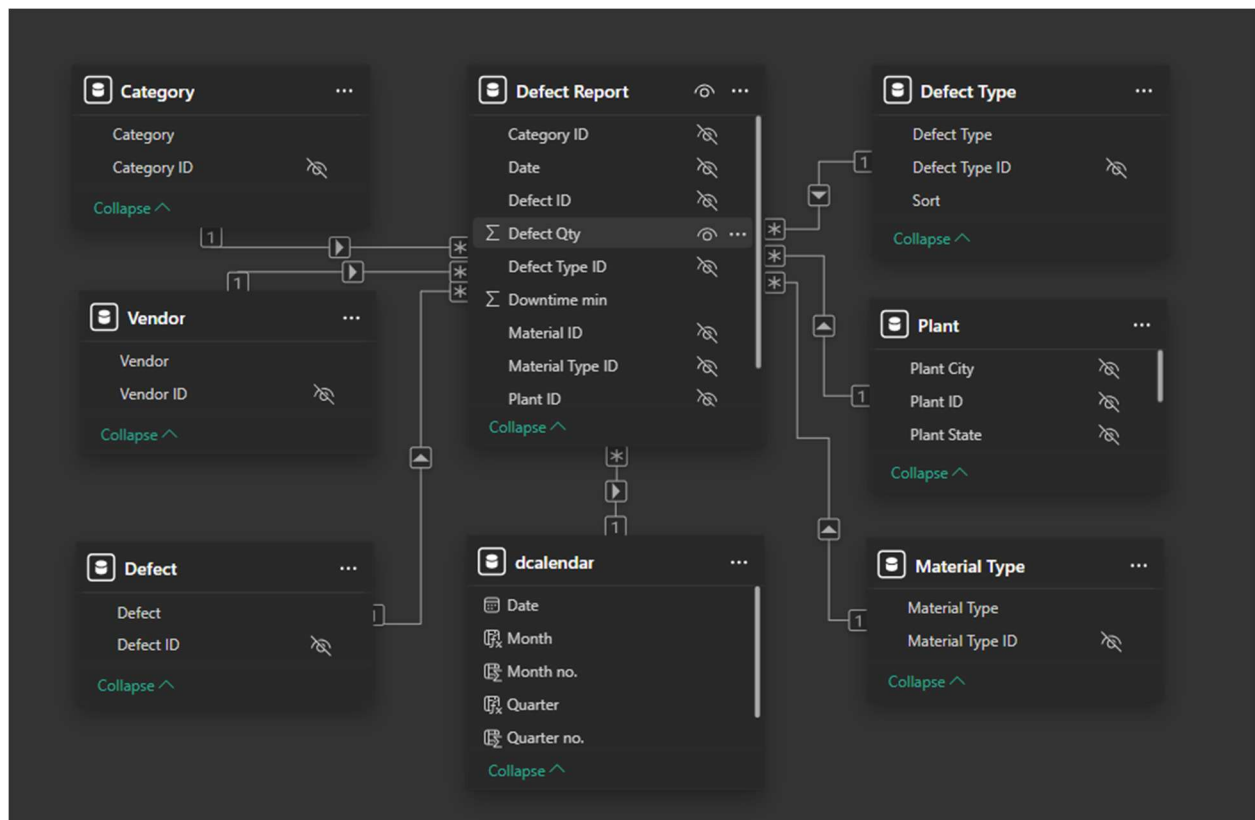 Category
Category
Category ID
Collapse
1
Vendor
Vendor
Vendor ID
Collapse
1
Defect
Defect
Defect ID
Collapse
1
Defect Report
Category ID
Date
Defect ID
Σ Defect Qty
Defect Type ID
Σ Downtime min
Material ID
Material Type ID
Plant ID
Collapse
*
*
*
*
*
*
*
1
dcalendar
Date
Month
Month no.
Quarter
Quarter no.
Collapse
Defect Type
Defect Type
Defect Type ID
Sort
Collapse
1
Plant
Plant City
Plant ID
Plant State
Collapse
1
Material Type
Material Type
Material Type ID
Collapse
1